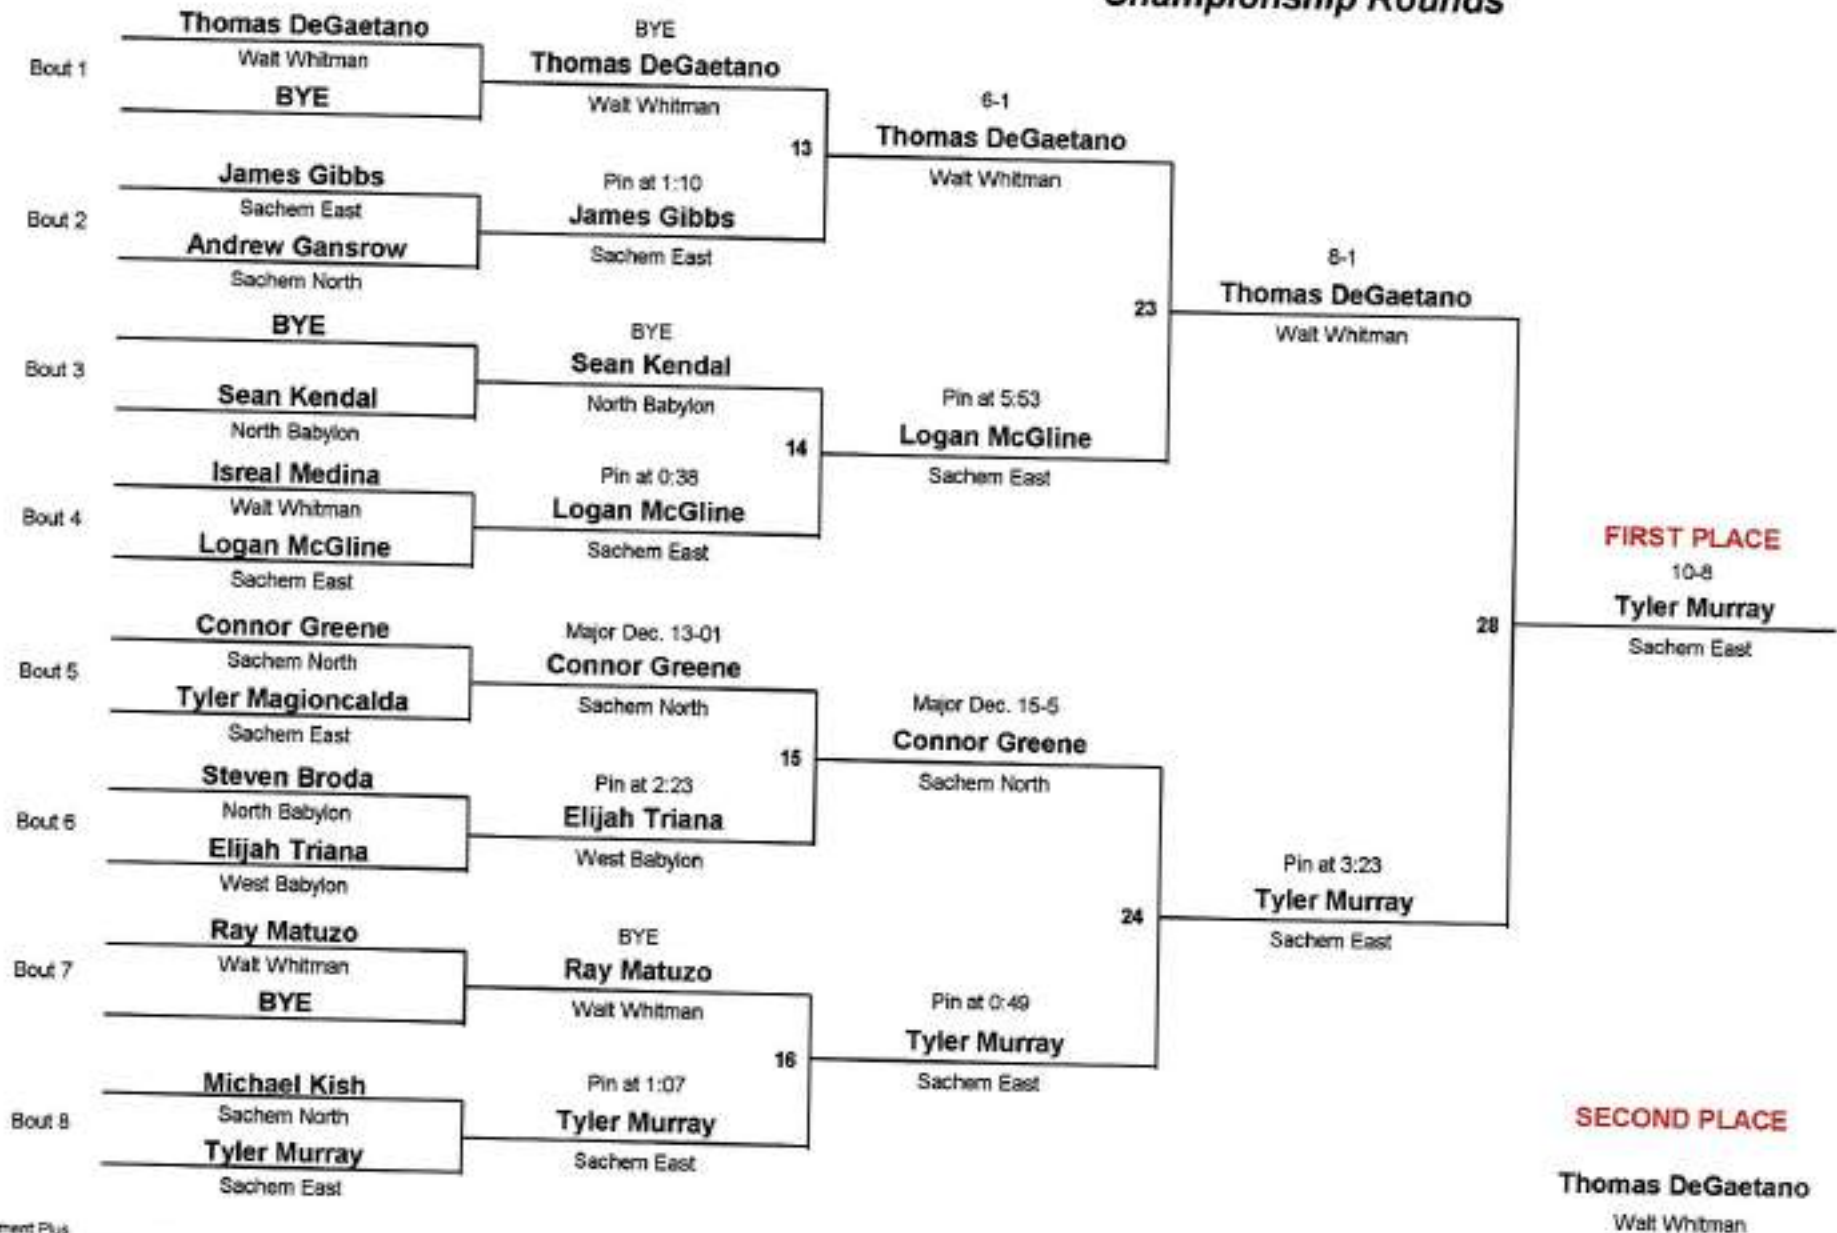 Championship Rounds
Bout 1
Thomas DeGaetano
Walt Whitman
BYE
BYE
Thomas DeGaetano
Walt Whitman
Bout 2
James Gibbs
Sachem East
Andrew Gansrow
Sachem North
Pin at 1:10
James Gibbs
Sachem East
13
6-1
Thomas DeGaetano
Walt Whitman
Bout 3
BYE
Sean Kendal
North Babylon
BYE
Sean Kendal
North Babylon
Bout 4
Isreal Medina
Walt Whitman
Logan McGline
Sachem East
Pin at 0:38
Logan McGline
Sachem East
14
Pin at 5:53
Logan McGline
Sachem East
23
8-1
Thomas DeGaetano
Walt Whitman
Bout 5
Connor Greene
Sachem North
Tyler Magioncalda
Sachem East
Major Dec. 13-01
Connor Greene
Sachem North
Bout 6
Steven Broda
North Babylon
Elijah Triana
West Babylon
Pin at 2:23
Elijah Triana
West Babylon
15
Major Dec. 15-5
Connor Greene
Sachem North
Bout 7
Ray Matuzo
Walt Whitman
BYE
BYE
Ray Matuzo
Walt Whitman
Bout 8
Michael Kish
Sachem North
Tyler Murray
Sachem East
Pin at 1:07
Tyler Murray
Sachem East
16
Pin at 0:49
Tyler Murray
Sachem East
24
Pin at 3:23
Tyler Murray
Sachem East
28
FIRST PLACE
10-8
Tyler Murray
Sachem East
SECOND PLACE
Thomas DeGaetano
Walt Whitman
Plus